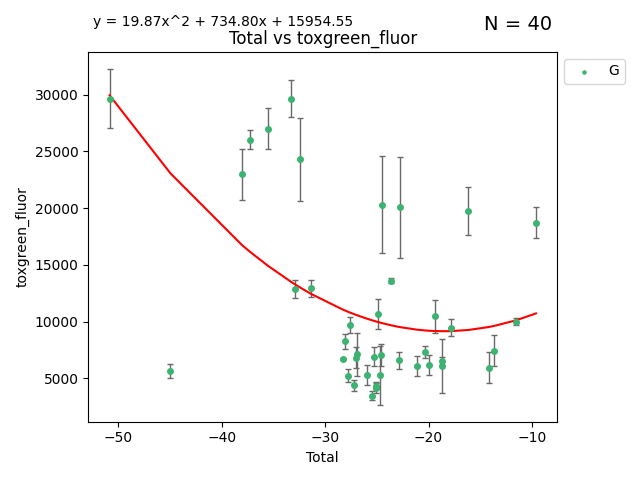 y = 19.87x^2 + 734.80x + 15954.55
N = 40
Total vs toxgreen_fluor
G
30000
25000
20000
15000
10000
5000
toxgreen_fluor
−50 −40 −30 −20 −10
Total